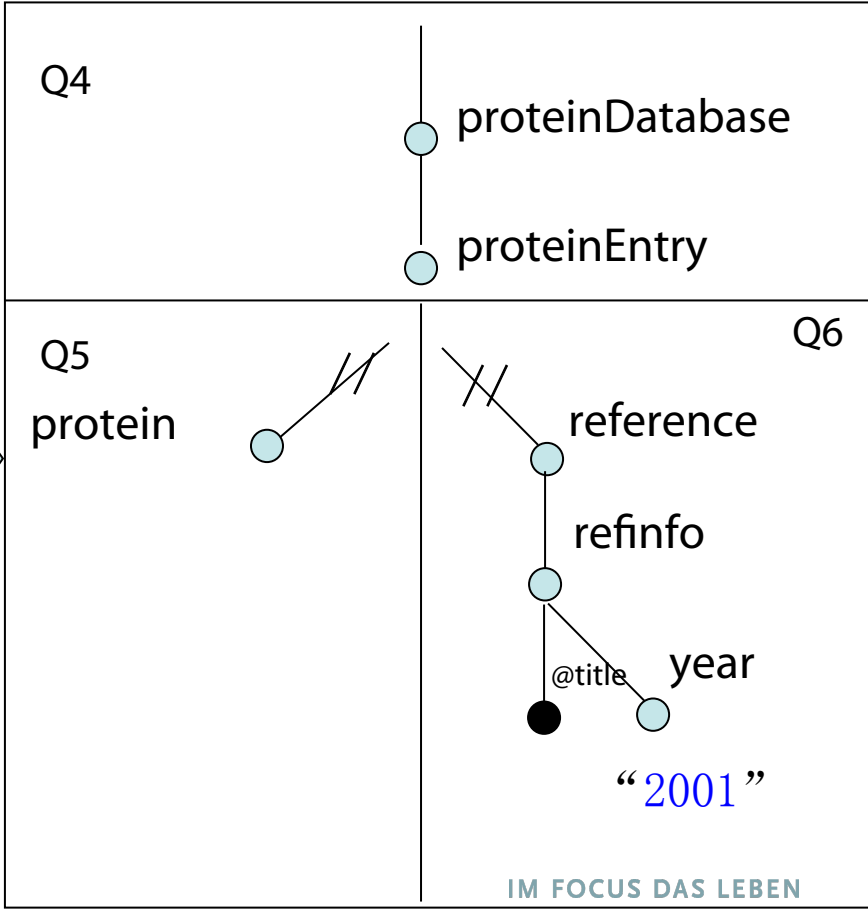 Q4
proteinDatabase
proteinEntry
Q5
protein
Q6
reference
refinfo
@title
year
“2001”
IM FOCUS DAS LEBEN